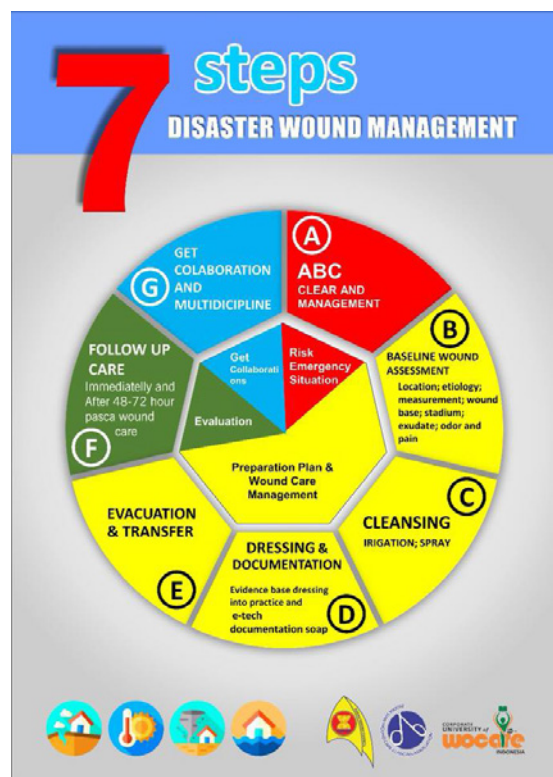 7 steps
DISASTER WOUND MANAGEMENT
A
ABC
CLEAR AND
MANAGEMENT
B
BASELINE WOUND
ASSESSMENT
Location; etiology;
measurement; wound
base; stadium;
exudate; odor and
pain
C
CLEANSING
IRIGATION; SPRAY
DRESSING &
DOCUMENTATION
Evidence base dressing
into practice and
e-tech
documentation soap
D
EVACUATION
& TRANSFER
E
FOLLOW UP
CARE
Immediatelly and
After 48-72 hour
pasca wound
care
F
GET
COLABORATION
AND
MULTIDICIPLINE
G
Get
Collaborati
ons
Risk
Emergency
Situation
Evaluation
Preparation Plan &
Wound Care
Management
CORPORATE
UNIVERSITY of
wocare
INDONESIA